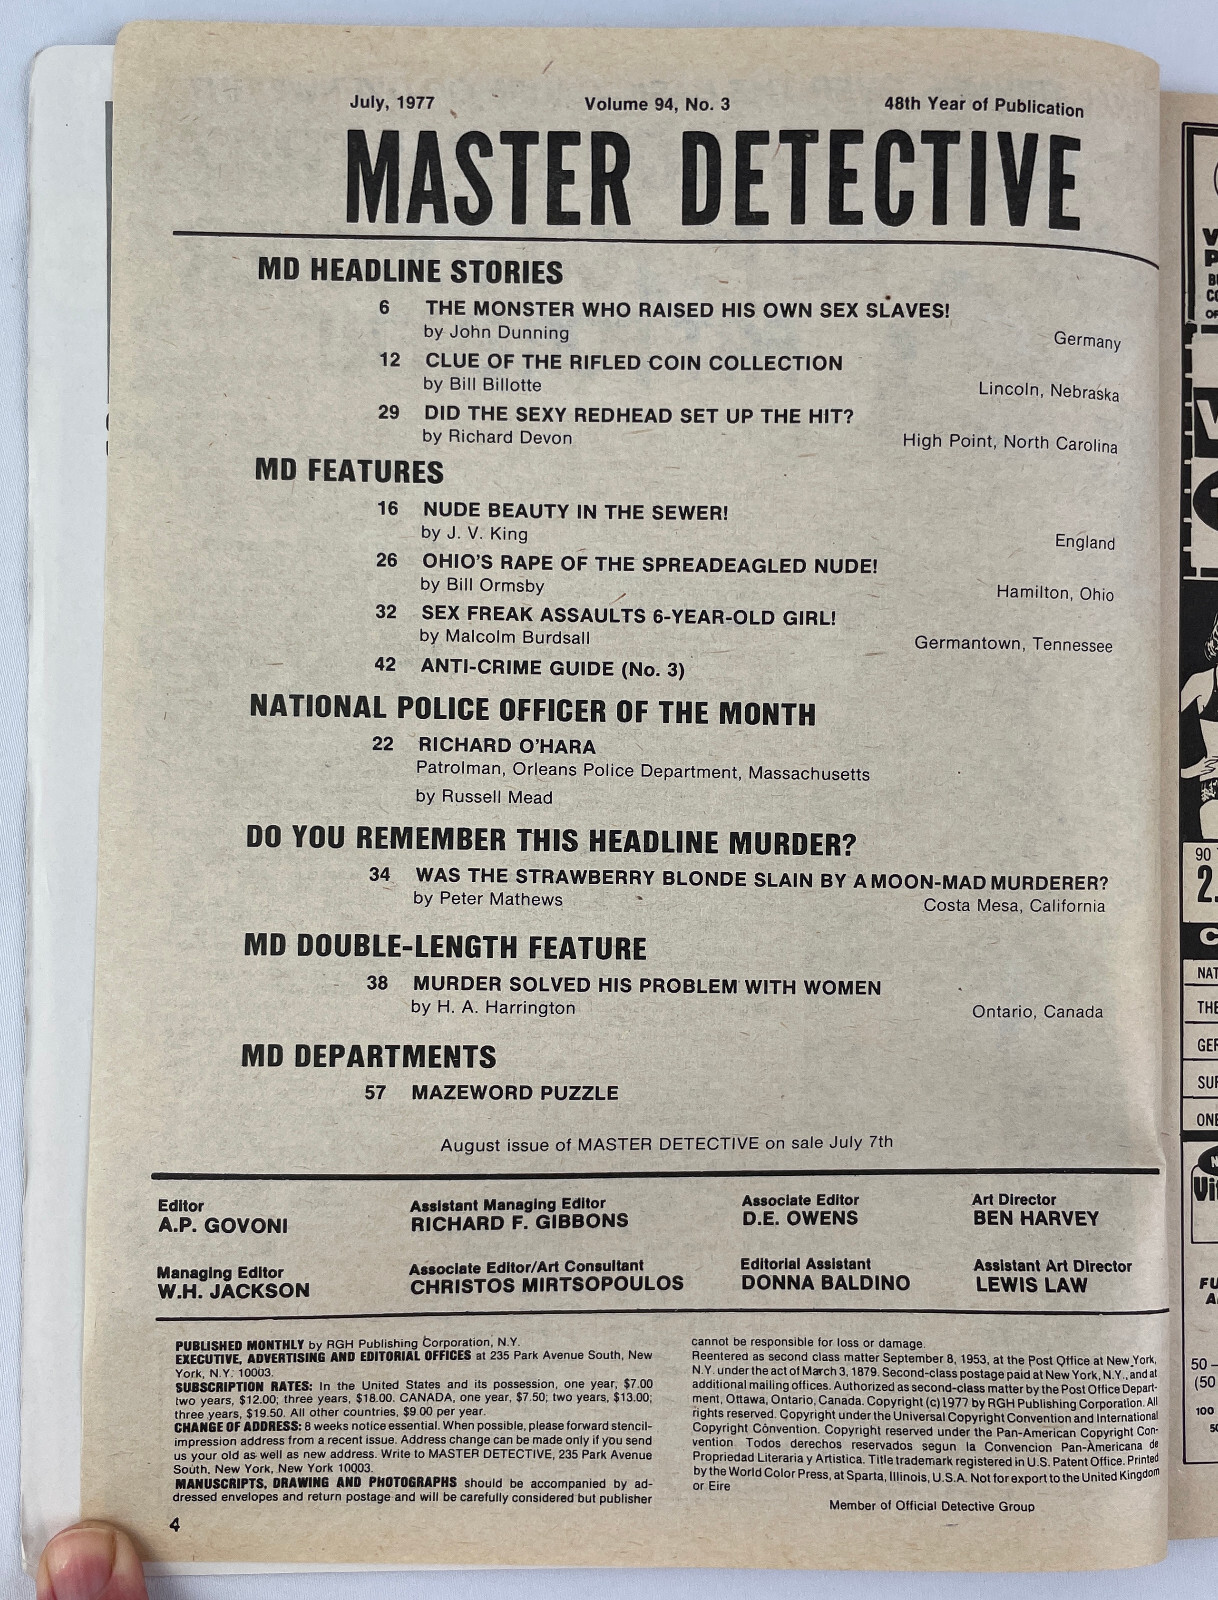 July, 1977 Volume 94, No. 3 48th Year of Publication
MASTER DETECTIVE
MD HEADLINE STORIES
6 THE MONSTER WHO RAISED HIS OWN SEX SLAVES!
by John Dunning Germany
12 CLUE OF THE RIFLED COIN COLLECTION
by Bill Billotte Lincoln, Nebraska
29 DID THE SEXY REDHEAD SET UP THE HIT?
by Richard Devon High Point, North Carolina
MD FEATURES
16 NUDE BEAUTY IN THE SEWER!
by J. V. King England
26 OHIO'S RAPE OF THE SPREADEAGLED NUDE!
by Bill Ormsby Hamilton, Ohio
32 SEX FREAK ASSAULTS 6-YEAR-OLD GIRL!
by Malcolm Burdsall Germantown, Tennessee
42 ANTI-CRIME GUIDE (No. 3)
NATIONAL POLICE OFFICER OF THE MONTH
22 RICHARD O'HARA
Patrolman, Orleans Police Department, Massachusetts
by Russell Mead
DO YOU REMEMBER THIS HEADLINE MURDER?
34 WAS THE STRAWBERRY BLONDE SLAIN BY A MOON-MAD MURDERER?
by Peter Mathews Costa Mesa, California
MD DOUBLE-LENGTH FEATURE
38 MURDER SOLVED HIS PROBLEM WITH WOMEN
by H. A. Harrington Ontario, Canada
MD DEPARTMENTS
57 MAZEWORD PUZZLE
August issue of MASTER DETECTIVE on sale July 7th
Editor
A.P. GOVONI
Assistant Managing Editor
RICHARD F. GIBBONS
Associate Editor
D.E. OWENS
Art Director
BEN HARVEY
Managing Editor
W.H. JACKSON
Associate Editor/Art Consultant
CHRISTOS MIRTSOPOULOS
Editorial Assistant
DONNA BALDINO
Assistant Art Director
LEWIS LAW
PUBLISHED MONTHLY by RGH Publishing Corporation, N.Y.
EXECUTIVE, ADVERTISING AND EDITORIAL OFFICES at 235 Park Avenue South, New
York, N.Y. 10003.
SUBSCRIPTION RATES: In the United States and its possession, one year, $7.00
two years, $12.00; three years, $18.00. CANADA, one year, $7.50; two years, $13.00;
three years, $19.50. All other countries, $9.00 per year.
CHANGE OF ADDRESS: 8 weeks notice essential. When possible, please forward stencil-
impression address from a recent issue. Address change can be made only if you send
us your old as well as new address. Write to MASTER DETECTIVE, 235 Park Avenue
South, New York, New York 10003.
MANUSCRIPTS, DRAWING AND PHOTOGRAPHS should be accompanied by ad-
dressed envelopes and return postage and will be carefully considered but publisher
cannot be responsible for loss or damage.
Reentered as second class matter September 8, 1953, at the Post Office at New York,
N.Y. under the act of March 3, 1879. Second-class postage paid at New York, N.Y., and at
additional mailing offices. Authorized as second-class matter by the Post Office Depart-
ment, Ottawa, Ontario, Canada. Copyright (c)1977 by RGH Publishing Corporation. All
rights reserved. Copyright under the Universal Copyright Convention and International
Copyright Convention. Copyright reserved under the Pan-American Copyright Con-
vention. Todos derechos reservados segun la Convencion Pan-Americana de
Propriedad Literaria y Artistica. Title trademark registered in U.S. Patent Office. Printed
by the World Color Press, at Sparta, Illinois, U.S.A. Not for export to the United Kingdom
or Eire
Member of Official Detective Group
4
90
50
100